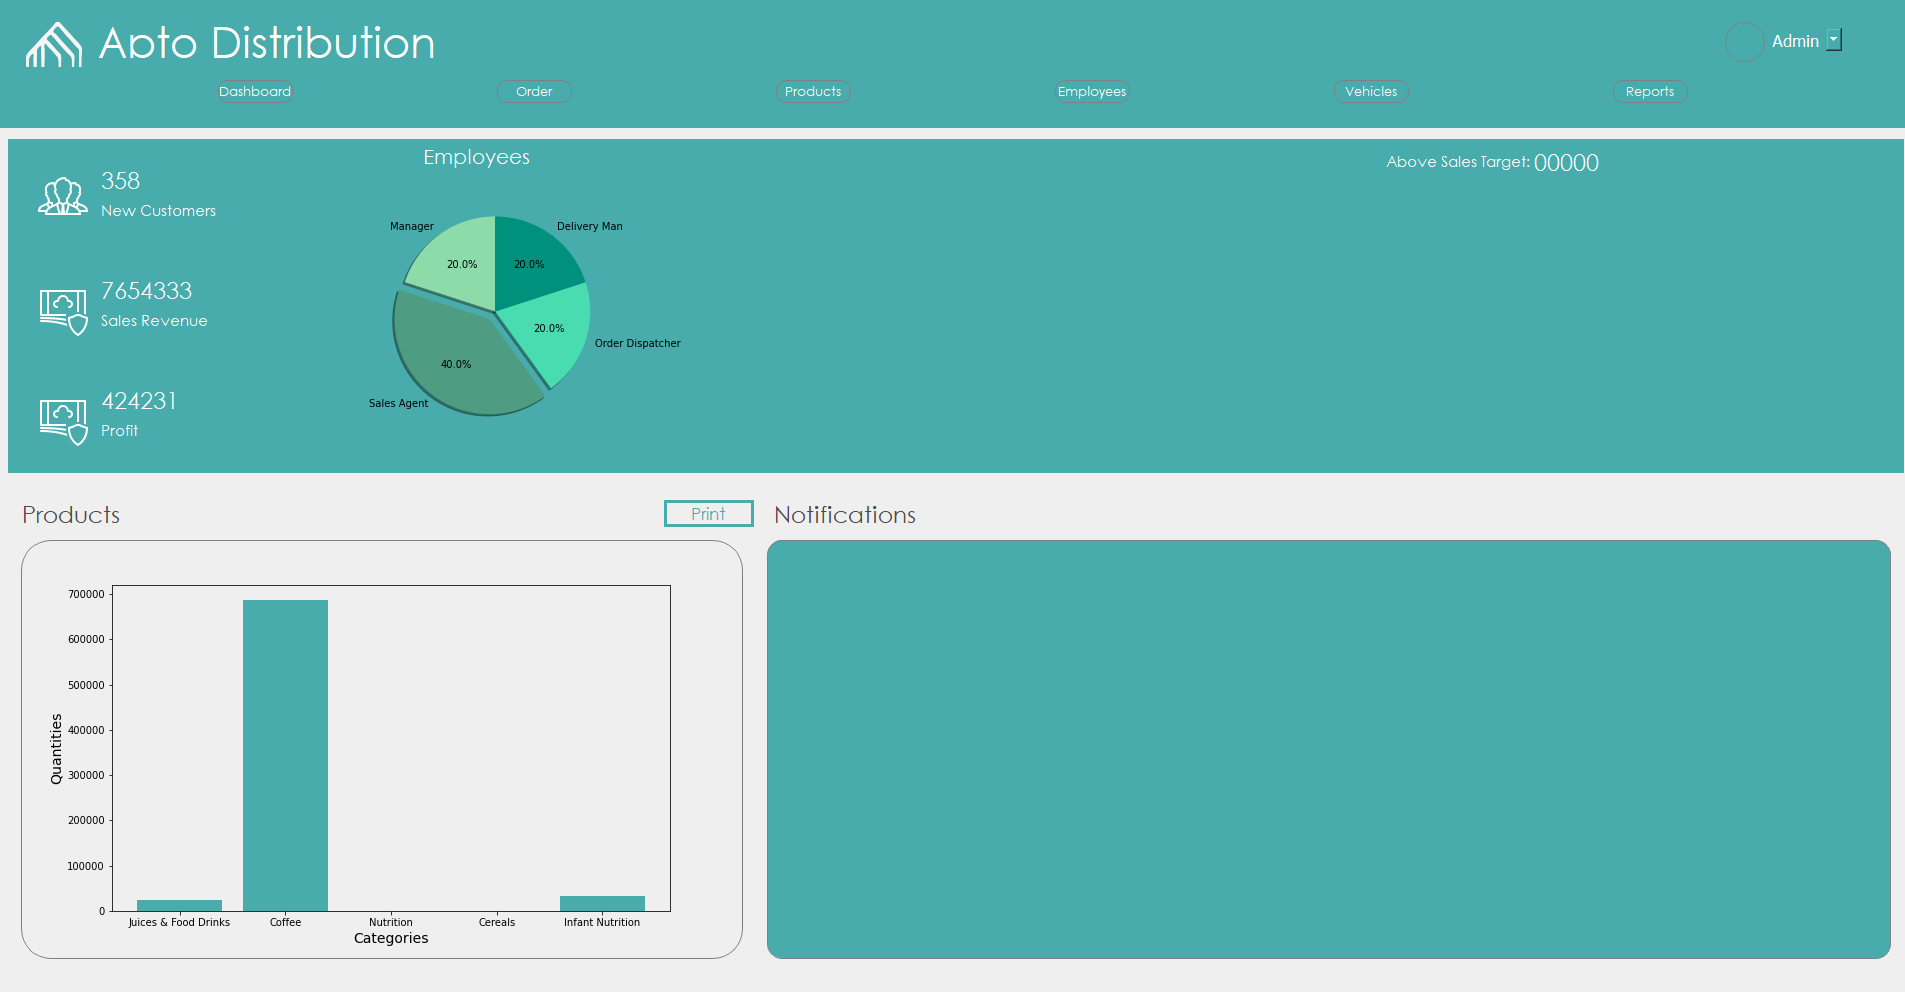 Apto Distribution
Admin
Dashboard
Order
Products
Employees
Vehicles
Reports
358
New Customers
7654333
Sales Revenue
424231
Profit
Employees
Manager
Delivery Man
20.0%
20.0%
20.0%
Order Dispatcher
40.0%
Sales Agent
Above Sales Target: 00000
Products
Print
700000
600000
500000
400000
300000
200000
100000
0
Quantities
Juices & Food Drinks
Coffee
Nutrition
Cereals
Infant Nutrition
Categories
Notifications